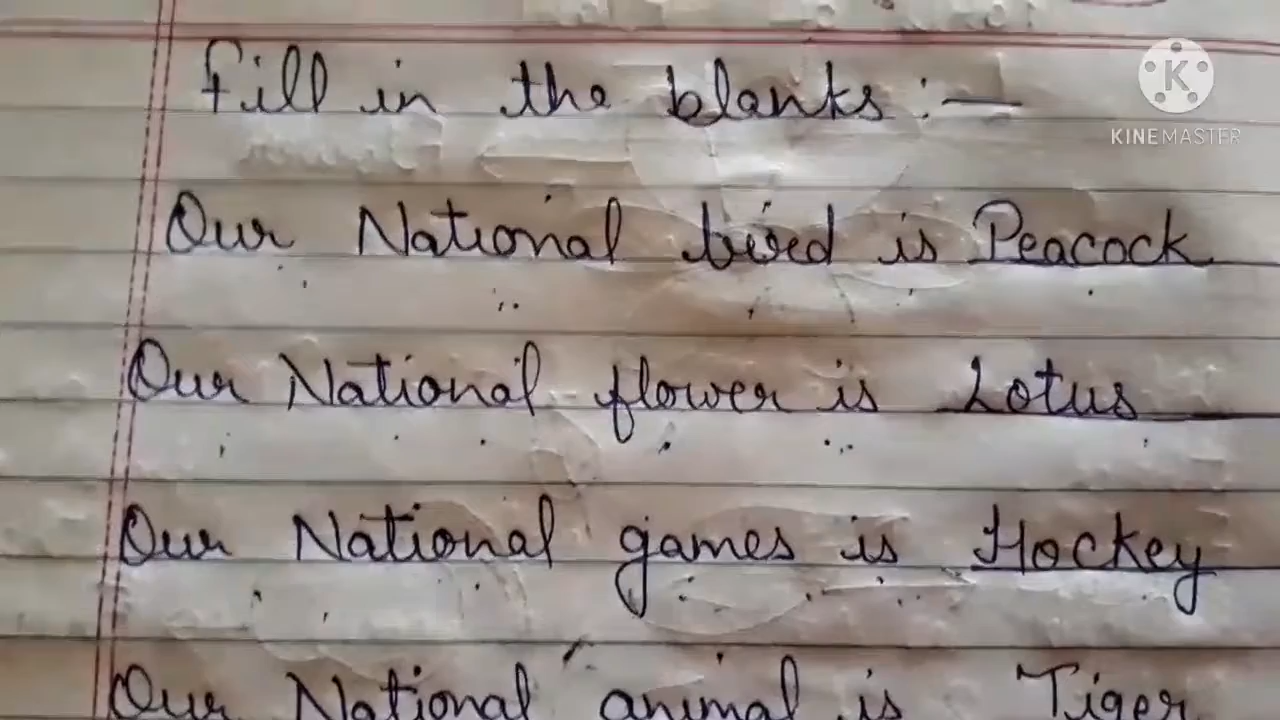 Fill in the blanks :—
KINEMASTER
Our National bird is Peacock
Our National flower is Lotus
Our National games is Hockey
Our National animal is Tiger